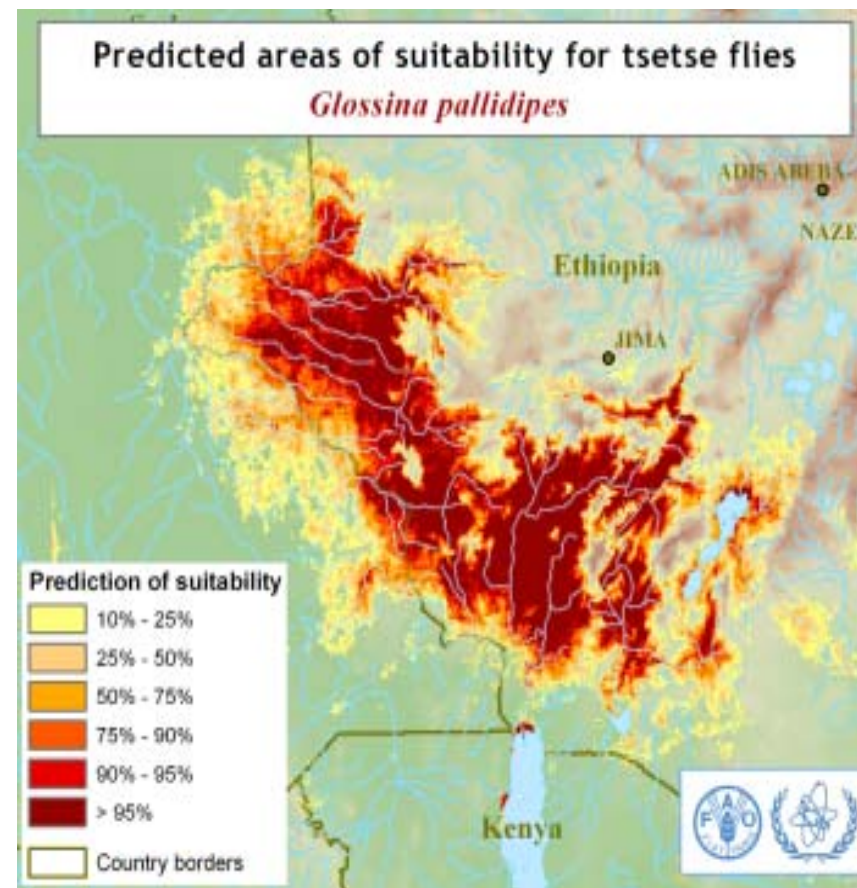 Predicted areas of suitability for tsetse flies
Glossina pallidipes
ADIS ABEBA
NAZE
Ethiopia
JIMA
Prediction of suitability
10% - 25%
25% - 50%
50% - 75%
75% - 90%
90% - 95%
> 95%
Country borders
Kenya
F A O